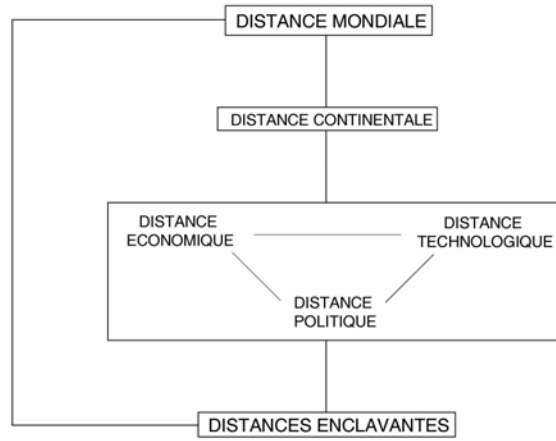 DISTANCE MONDIALE
DISTANCE CONTINENTALE
DISTANCE
ECONOMIQUE
DISTANCE
TECHNOLOGIQUE
DISTANCE
POLITIQUE
DISTANCES ENCLAVANTES